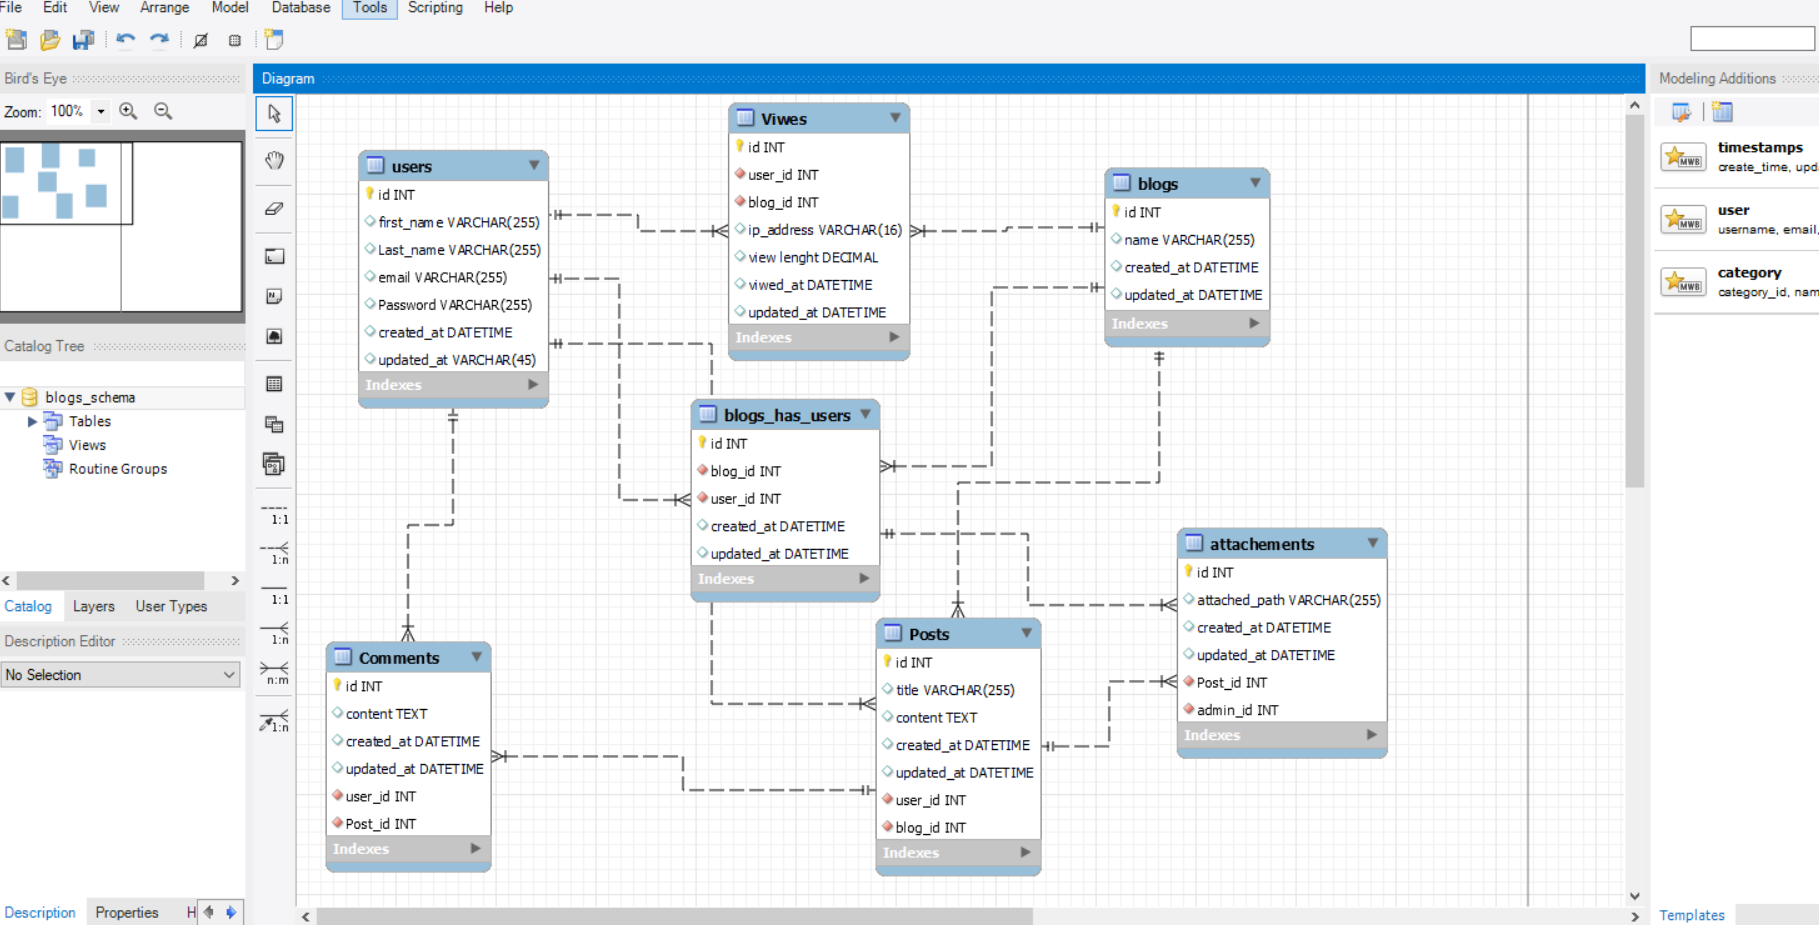 File Edit View Arrange Model Database Tools Scripting Help
Bird's Eye
Zoom: 100%
Catalog Tree
blogs_schema
Tables
Views
Routine Groups
Catalog Layers User Types
Description Editor
No Selection
Description Properties H
Diagram
1:1
1:n
1:1
1:n
n:m
1:n
users
id INT
first_name VARCHAR(255)
Last_name VARCHAR(255)
email VARCHAR(255)
Password VARCHAR(255)
created_at DATETIME
updated_at VARCHAR(45)
Indexes
Viwes
id INT
user_id INT
blog_id INT
ip_address VARCHAR(16)
view lenght DECIMAL
viwed_at DATETIME
updated_at DATETIME
Indexes
blogs
id INT
name VARCHAR(255)
created_at DATETIME
updated_at DATETIME
Indexes
blogs_has_users
id INT
blog_id INT
user_id INT
created_at DATETIME
updated_at DATETIME
Indexes
attachements
id INT
attached_path VARCHAR(255)
created_at DATETIME
updated_at DATETIME
Post_id INT
admin_id INT
Indexes
Comments
id INT
content TEXT
created_at DATETIME
updated_at DATETIME
user_id INT
Post_id INT
Indexes
Posts
id INT
title VARCHAR(255)
content TEXT
created_at DATETIME
updated_at DATETIME
user_id INT
blog_id INT
Indexes
Modeling Additions
MWB
timestamps
create_time, upd
MWB
user
username, email,
MWB
category
category_id, nam
Templates